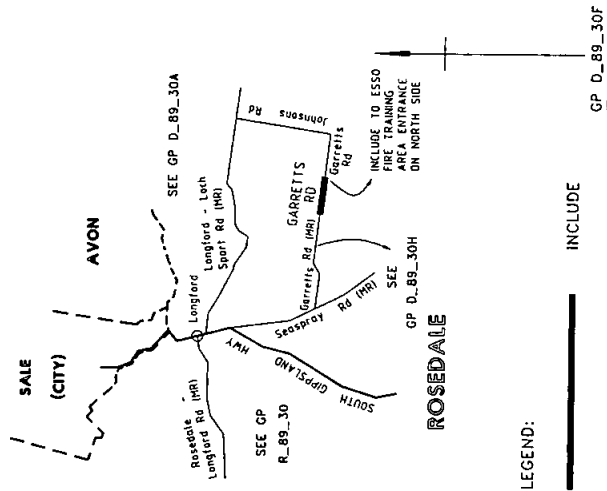 SALE
(CITY)
AVON
SEE GP D_89_30A
Longford
Longford - Loch
Sport Rd (MR)
Rosedale
Longford Rd (MR)
SEE GP
R_89_30
SOUTH GIPPSLAND HWY
Seaspray Rd (MR)
Garretts Rd (MR)
GARRETTS
RD
Garretts
Rd
Johnsons
Rd
INCLUDE TO ESSO
FIRE TRAINING
AREA ENTRANCE
ON NORTH SIDE
SEE
GP D_89_30H
ROSEDALE
LEGEND:
INCLUDE
GP D_89_30F